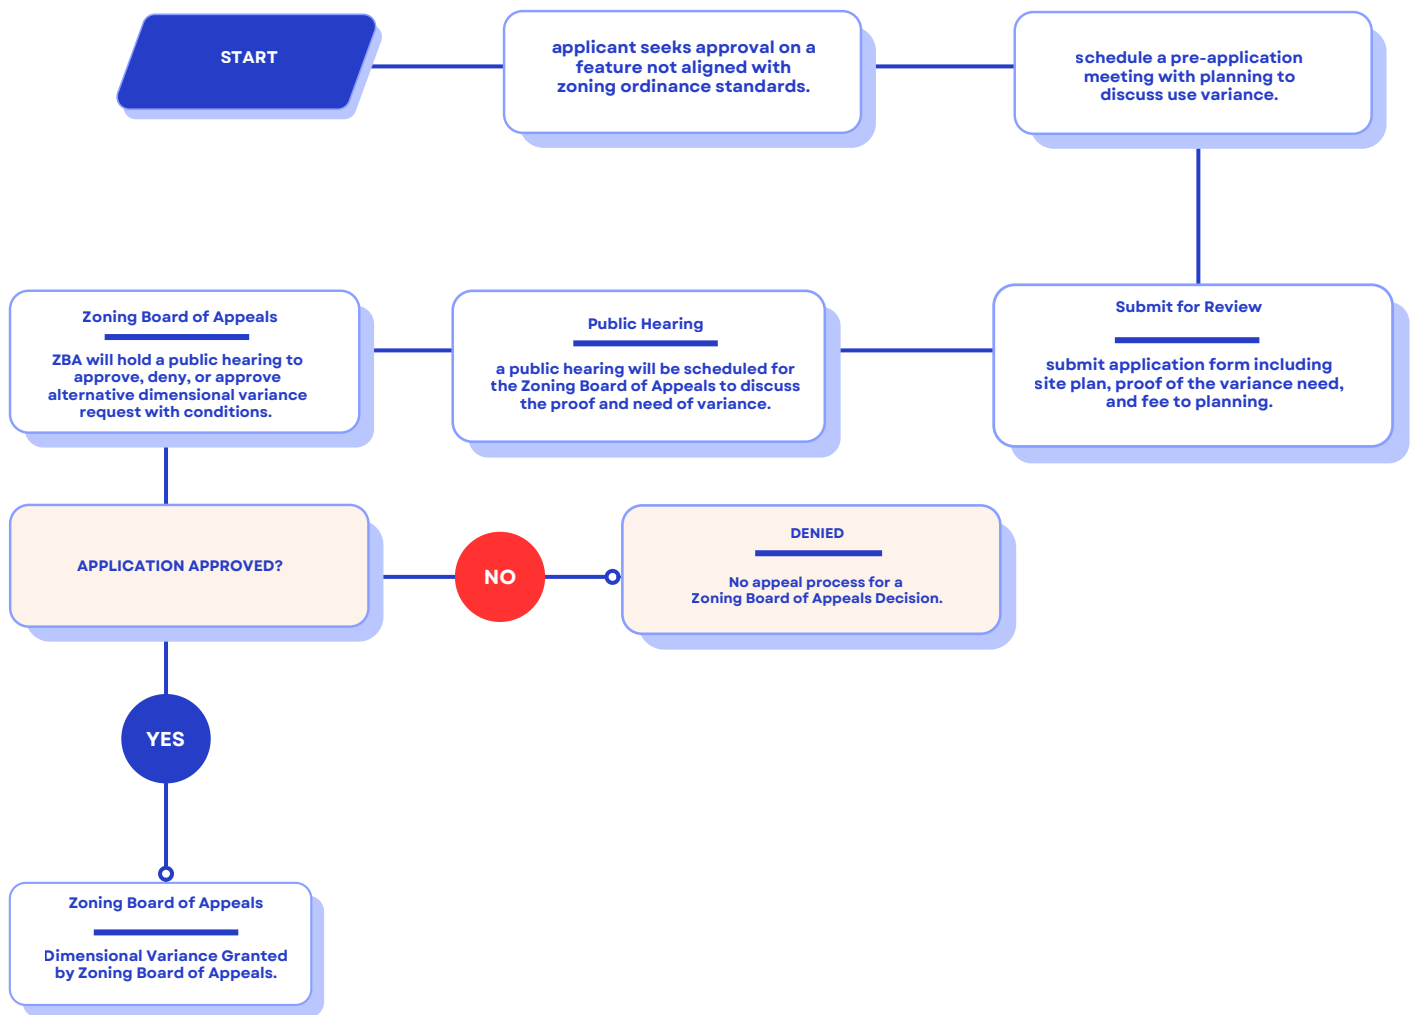 START
applicant seeks approval on a
feature not aligned with
zoning ordinance standards.
schedule a pre-application
meeting with planning to
discuss use variance.
Submit for Review
submit application form including
site plan, proof of the variance need,
and fee to planning.
Public Hearing
a public hearing will be scheduled for
the Zoning Board of Appeals to discuss
the proof and need of variance.
Zoning Board of Appeals
ZBA will hold a public hearing to
approve, deny, or approve
alternative dimensional variance
request with conditions.
APPLICATION APPROVED?
NO
DENIED
No appeal process for a
Zoning Board of Appeals Decision.
YES
Zoning Board of Appeals
Dimensional Variance Granted
by Zoning Board of Appeals.